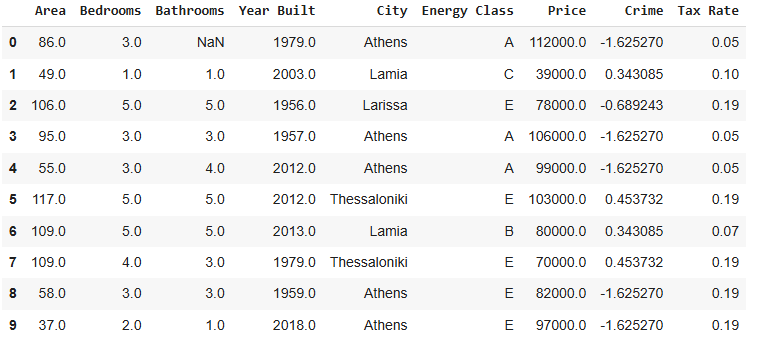 Area Bedrooms Bathrooms Year Built City Energy Class Price Crime Tax Rate
0 86.0 3.0 NaN 1979.0 Athens A 112000.0 -1.625270 0.05
1 49.0 1.0 1.0 2003.0 Lamia C 39000.0 0.343085 0.10
2 106.0 5.0 5.0 1956.0 Larissa E 78000.0 -0.689243 0.19
3 95.0 3.0 3.0 1957.0 Athens A 106000.0 -1.625270 0.05
4 55.0 3.0 4.0 2012.0 Athens A 99000.0 -1.625270 0.05
5 117.0 5.0 5.0 2012.0 Thessaloniki E 103000.0 0.453732 0.19
6 109.0 5.0 5.0 2013.0 Lamia B 80000.0 0.343085 0.07
7 109.0 4.0 3.0 1979.0 Thessaloniki E 70000.0 0.453732 0.19
8 58.0 3.0 3.0 1959.0 Athens E 82000.0 -1.625270 0.19
9 37.0 2.0 1.0 2018.0 Athens E 97000.0 -1.625270 0.19